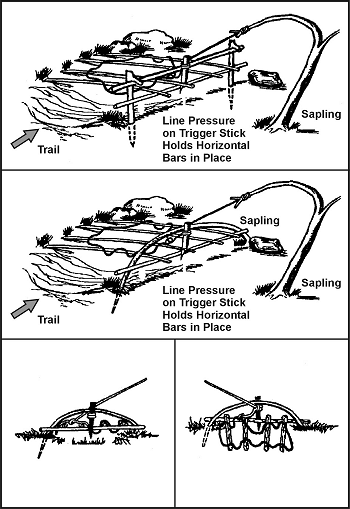 Line Pressure
on Trigger Stick
Holds Horizontal
Bars in Place
Sapling
Trail
Sapling
Line Pressure
on Trigger Stick
Holds Horizontal
Bars in Place
Sapling
Trail